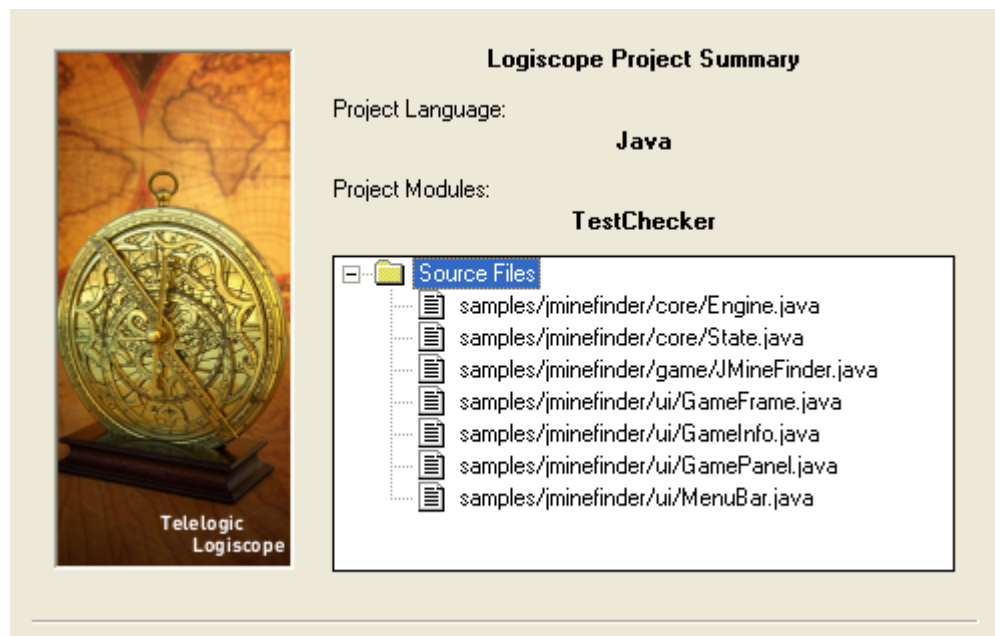 Logiscope Project Summary
Project Language:
Java
Project Modules:
TestChecker
Source Files
samples/jminefinder/core/Engine.java
samples/jminefinder/core/State.java
samples/jminefinder/game/JMineFinder.java
samples/jminefinder/ui/GameFrame.java
samples/jminefinder/ui/GameInfo.java
samples/jminefinder/ui/GamePanel.java
samples/jminefinder/ui/MenuBar.java
Telelogic
Logiscope